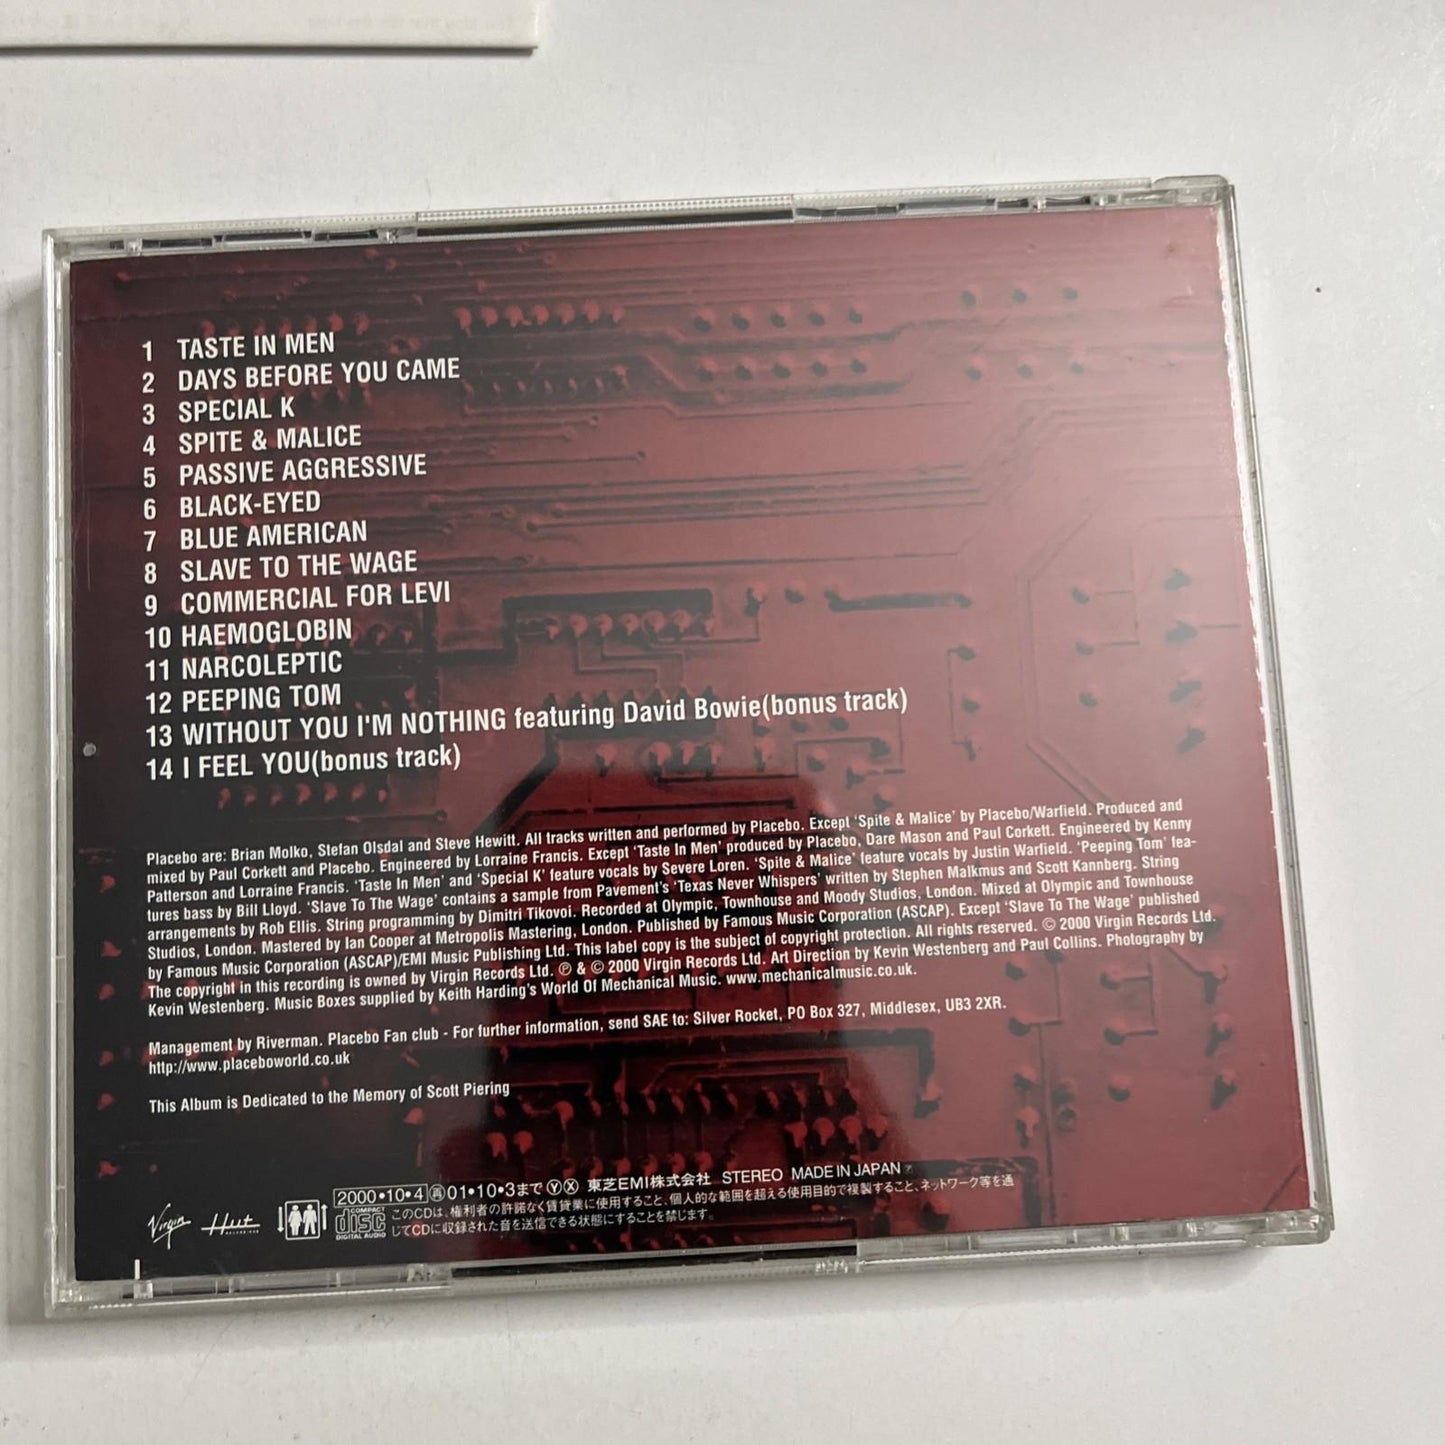 1 TASTE IN MEN
2 DAYS BEFORE YOU CAME
3 SPECIAL K
4 SPITE & MALICE
5 PASSIVE AGGRESSIVE
6 BLACK-EYED
7 BLUE AMERICAN
8 SLAVE TO THE WAGE
9 COMMERCIAL FOR LEVI
10 HAEMOGLOBIN
11 NARCOLEPTIC
12 PEEPING TOM
13 WITHOUT YOU I'M NOTHING featuring David Bowie(bonus track)
14 I FEEL YOU(bonus track)
Placebo are: Brian Molko, Stefan Olsdal and Steve Hewitt. All tracks written and performed by Placebo. Except ‘Spite & Malice’ by Placebo/Warfield. Produced and
mixed by Paul Corkett and Placebo. Engineered by Lorraine Francis. Except ‘Taste In Men’ produced by Placebo, Dare Mason and Paul Corkett. Engineered by Kenny
Patterson and Lorraine Francis. ‘Taste In Men’ and ‘Special K’ feature vocals by Severe Loren. ‘Spite & Malice’ feature vocals by Justin Warfield. ‘Peeping Tom’ fea-
tures bass by Bill Lloyd. ‘Slave To The Wage’ contains a sample from Pavement’s ‘Texas Never Whispers’ written by Stephen Malkmus and Scott Kannberg. String
arrangements by Rob Ellis. String programming by Dimitri Tikovoi. Recorded at Olympic, Townhouse and Moody Studios, London. Mixed at Olympic and Townhouse
Studios, London. Mastered by Ian Cooper at Metropolis Mastering, London. Published by Famous Music Corporation (ASCAP). Except ‘Slave To The Wage’ published
by Famous Music Corporation (ASCAP)/EMI Music Publishing Ltd. This label copy is the subject of copyright protection. All rights reserved. © 2000 Virgin Records Ltd.
The copyright in this recording is owned by Virgin Records Ltd. ℗ & © 2000 Virgin Records Ltd. Art Direction by Kevin Westenberg and Paul Collins. Photography by
Kevin Westenberg. Music Boxes supplied by Keith Harding’s World Of Mechanical Music. www.mechanicalmusic.co.uk.
Management by Riverman. Placebo Fan club - For further information, send SAE to: Silver Rocket, PO Box 327, Middlesex, UB3 2XR.
http://www.placeboworld.co.uk
This Album is Dedicated to the Memory of Scott Piering
2000•10•4 ㊢01•10•3まで ⓎⓍ 東芝EMI株式会社 STEREO MADE IN JAPAN
Virgin Hut COMPACT disc DIGITAL AUDIO
このCDは、権利者の許諾なく賃貸業に使用すること、個人的な範囲を超える使用目的で複製すること、ネットワーク等を通
じてCDに収録された音を送信できる状態にすることを禁じます。